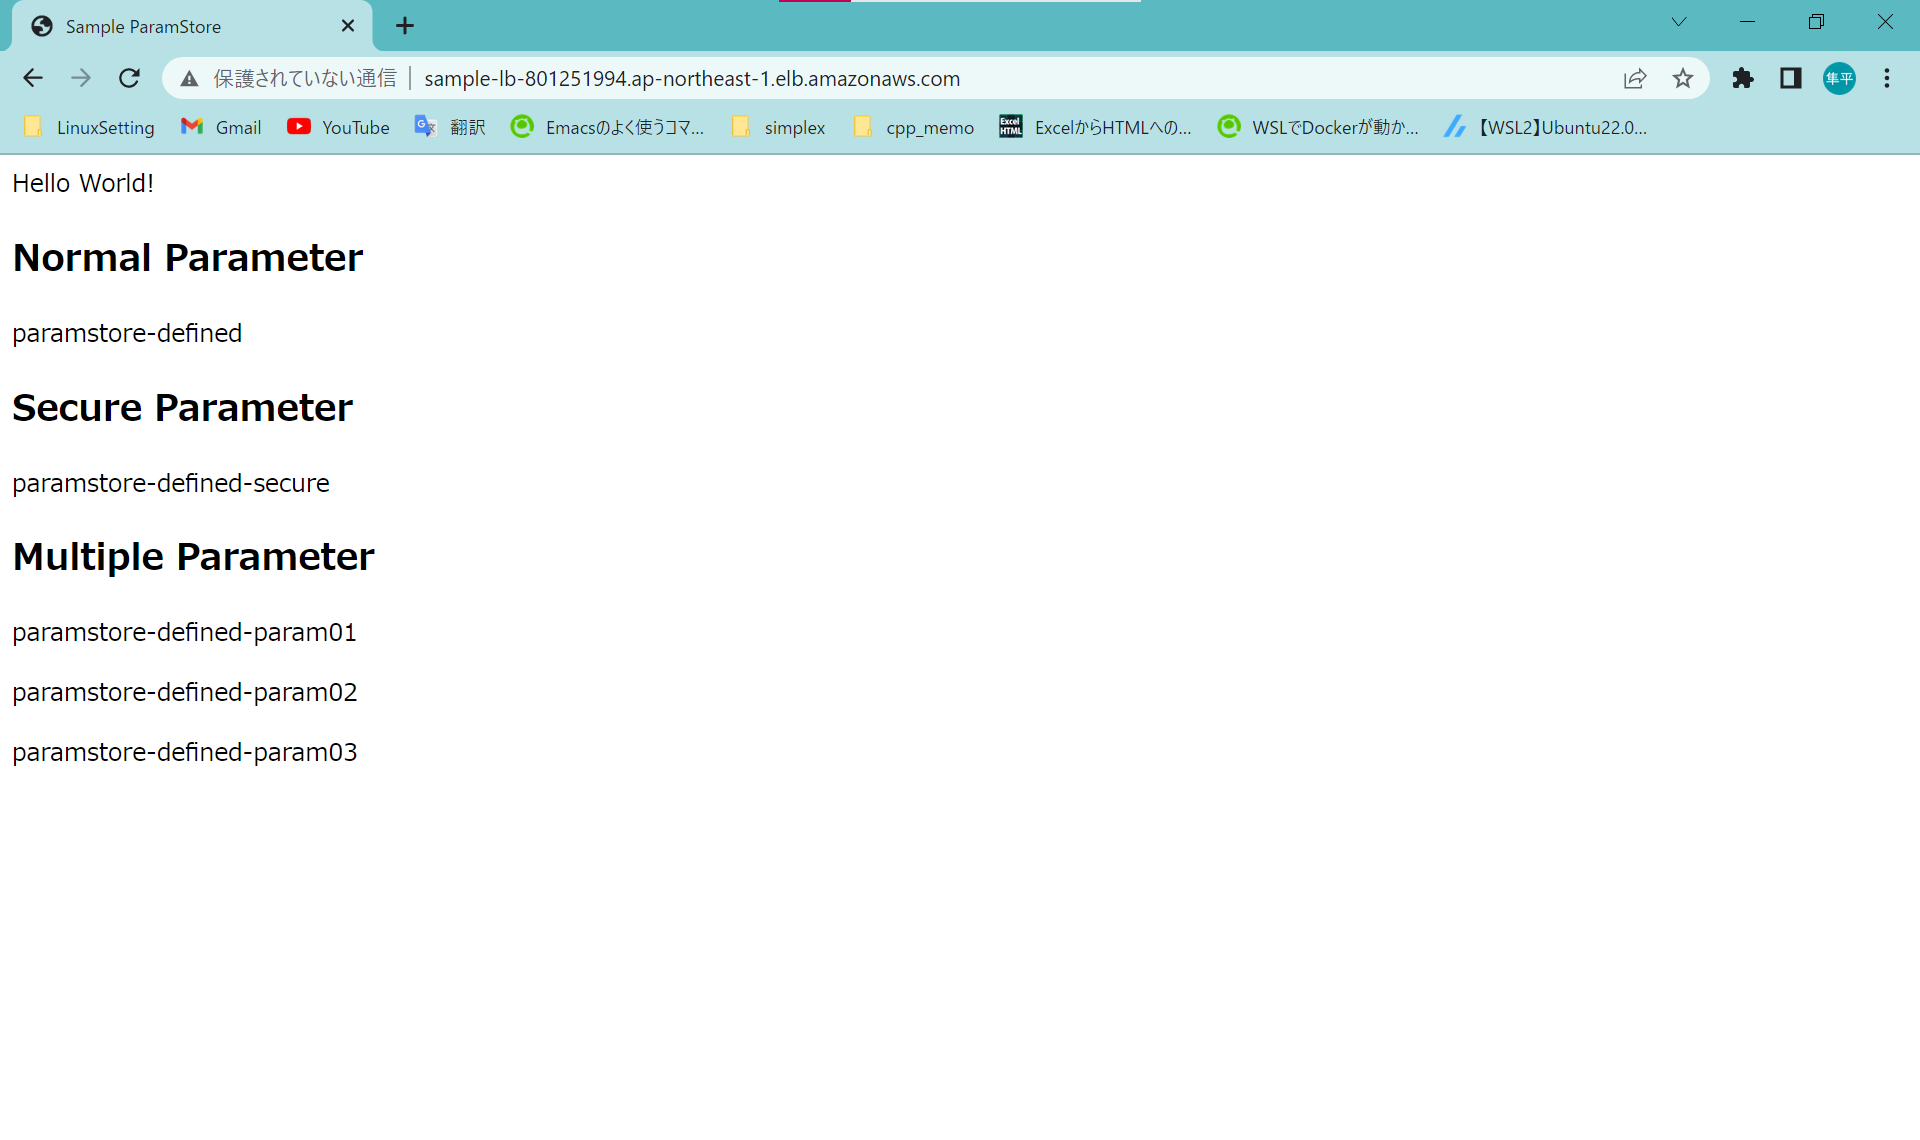 Sample ParamStore
保護されていない通信 sample-lb-801251994.ap-northeast-1.elb.amazonaws.com 隼平
LinuxSetting Gmail YouTube 翻訳 Emacsのよく使うコマ... simplex cpp_memo Excel HTML ExcelからHTMLへの... WSLでDockerが動か... 【WSL2】Ubuntu22.0...
Hello World!
Normal Parameter
paramstore-defined
Secure Parameter
paramstore-defined-secure
Multiple Parameter
paramstore-defined-param01
paramstore-defined-param02
paramstore-defined-param03